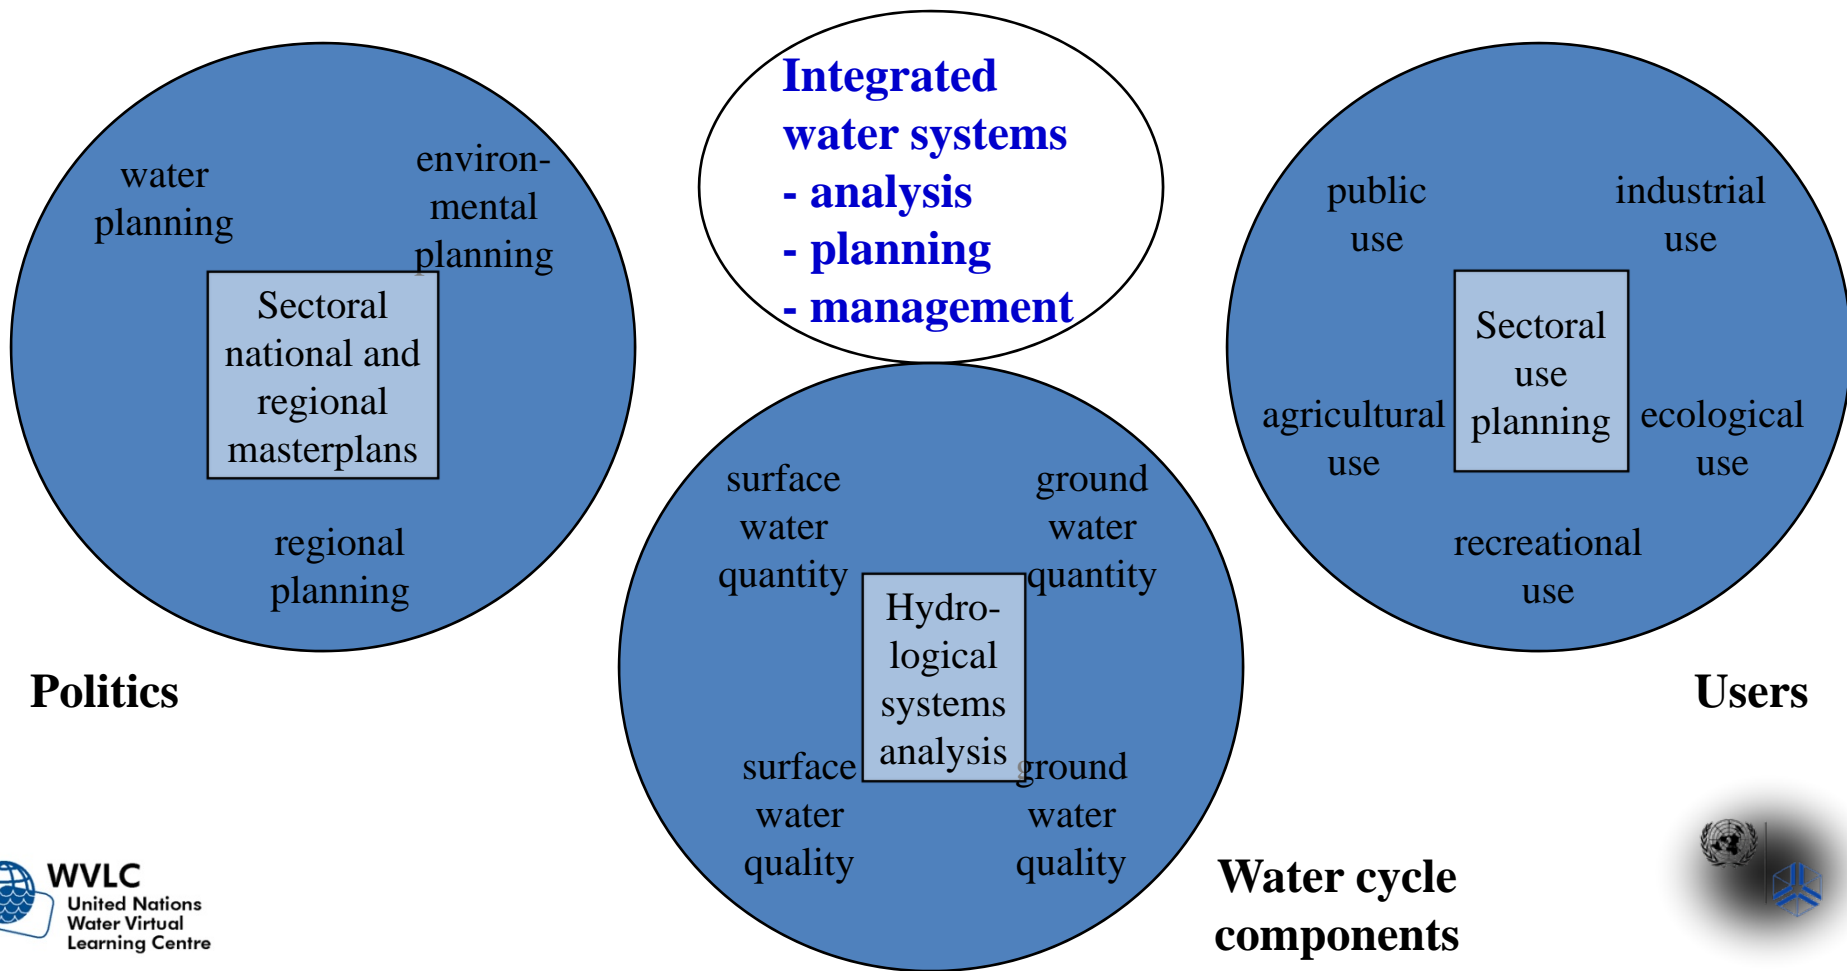 water
planning
environ-
mental
planning
Sectoral
national and
regional
masterplans
regional
planning
Politics
Integrated
water systems
- analysis
- planning
- management
surface
water
quantity
ground
water
quantity
Hydro-
logical
systems
analysis
surface
water
quality
ground
water
quality
Water cycle
components
public
use
industrial
use
Sectoral
use
planning
agricultural
use
ecological
use
recreational
use
Users
WVLC
United Nations
Water Virtual
Learning Centre